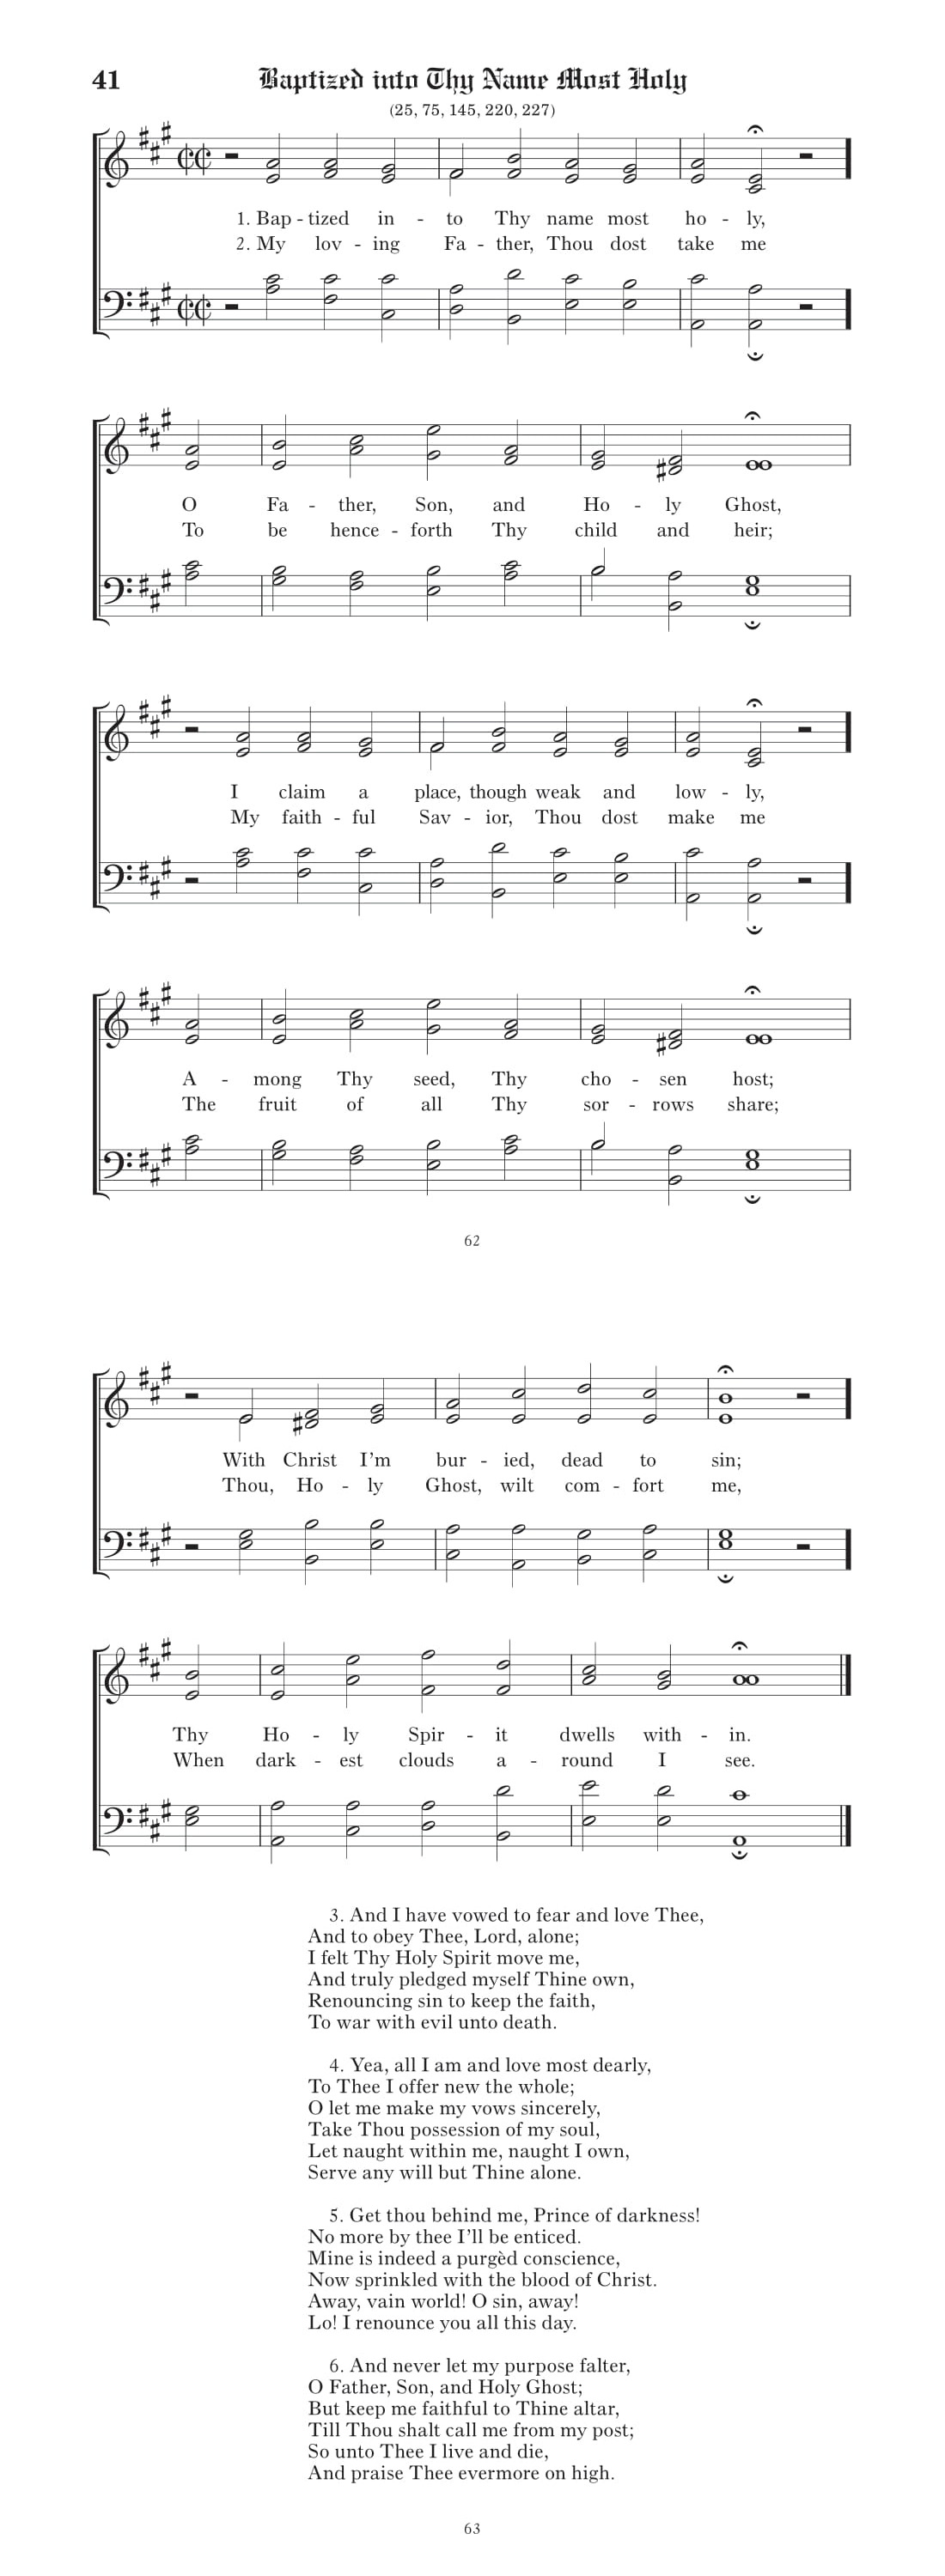 41 Baptized into Thy Name Most Holy
(25, 75, 145, 220, 227)
1. Bap - tized in - to Thy name most ho - ly,
2. My lov - ing Fa - ther, Thou dost take me
O Fa - ther, Son, and Ho - ly Ghost,
To be hence - forth Thy child and heir;
I claim a place, though weak and low - ly,
My faith - ful Sav - ior, Thou dost make me
A - mong Thy seed, Thy cho - sen host;
The fruit of all Thy sor - rows share;
62
With Christ I’m bur - ied, dead to sin;
Thou, Ho - ly Ghost, wilt com - fort me,
Thy Ho - ly Spir - it dwells with - in.
When dark - est clouds a - round I see.
3. And I have vowed to fear and love Thee,
And to obey Thee, Lord, alone;
I felt Thy Holy Spirit move me,
And truly pledged myself Thine own,
Renouncing sin to keep the faith,
To war with evil unto death.
4. Yea, all I am and love most dearly,
To Thee I offer new the whole;
O let me make my vows sincerely,
Take Thou possession of my soul,
Let naught within me, naught I own,
Serve any will but Thine alone.
5. Get thou behind me, Prince of darkness!
No more by thee I’ll be enticed.
Mine is indeed a purgèd conscience,
Now sprinkled with the blood of Christ.
Away, vain world! O sin, away!
Lo! I renounce you all this day.
6. And never let my purpose falter,
O Father, Son, and Holy Ghost;
But keep me faithful to Thine altar,
Till Thou shalt call me from my post;
So unto Thee I live and die,
And praise Thee evermore on high.
63